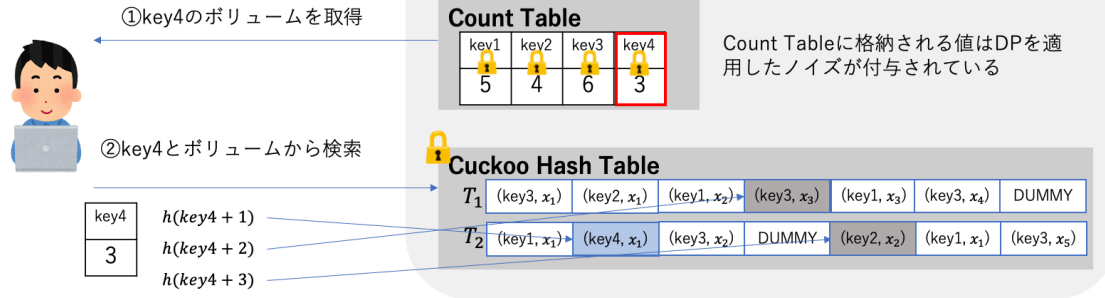 ①key4のボリュームを取得
Count Table
key1 key2 key3 key4
5 4 6 3
Count Tableに格納される値はDPを適
用したノイズが付与されている
②key4とボリュームから検索
Cuckoo Hash Table
T₁ (key3, x₁) (key2, x₁) (key1, x₂) (key3, x₃) (key1, x₃) (key3, x₄) DUMMY
T₂ (key1, x₁) (key4, x₁) (key3, x₂) DUMMY (key2, x₂) (key1, x₁) (key3, x₅)
key4
3
h(key4 + 1)
h(key4 + 2)
h(key4 + 3)